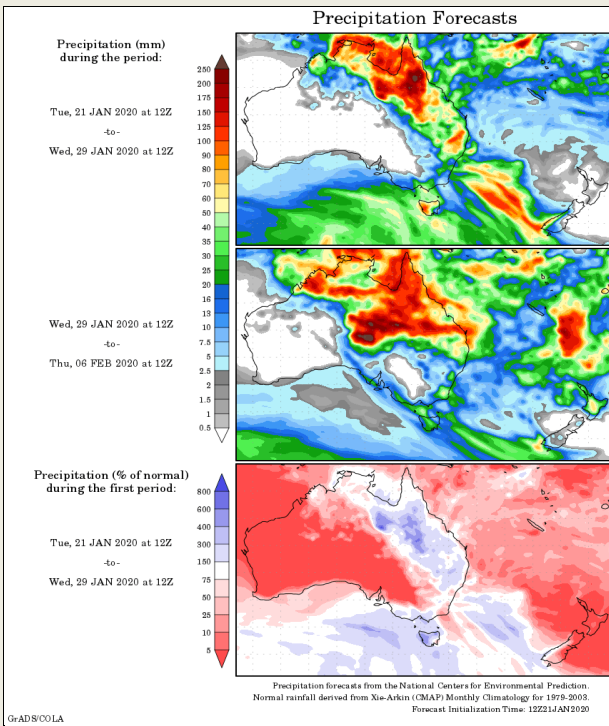 Precipitation Forecasts
Precipitation (mm)
during the period:
Tue, 21 JAN 2020 at 12Z
-to-
Wed, 29 JAN 2020 at 12Z
250
200
175
150
125
100
90
80
70
60
50
40
35
30
25
20
16
13
10
7.5
5
2.5
2
1.5
1
0.5
Wed, 29 JAN 2020 at 12Z
-to-
Thu, 06 FEB 2020 at 12Z
Precipitation (% of normal)
during the first period:
Tue, 21 JAN 2020 at 12Z
-to-
Wed, 29 JAN 2020 at 12Z
800
600
400
300
150
75
50
25
10
5
Precipitation forecasts from the National Centers for Environmental Prediction.
Normal rainfall derived from Xie-Arkin (CMAP) Monthly Climatology for 1979-2003.
Forecast Initialization Time: 12Z21JAN2020
GrADS/COLA